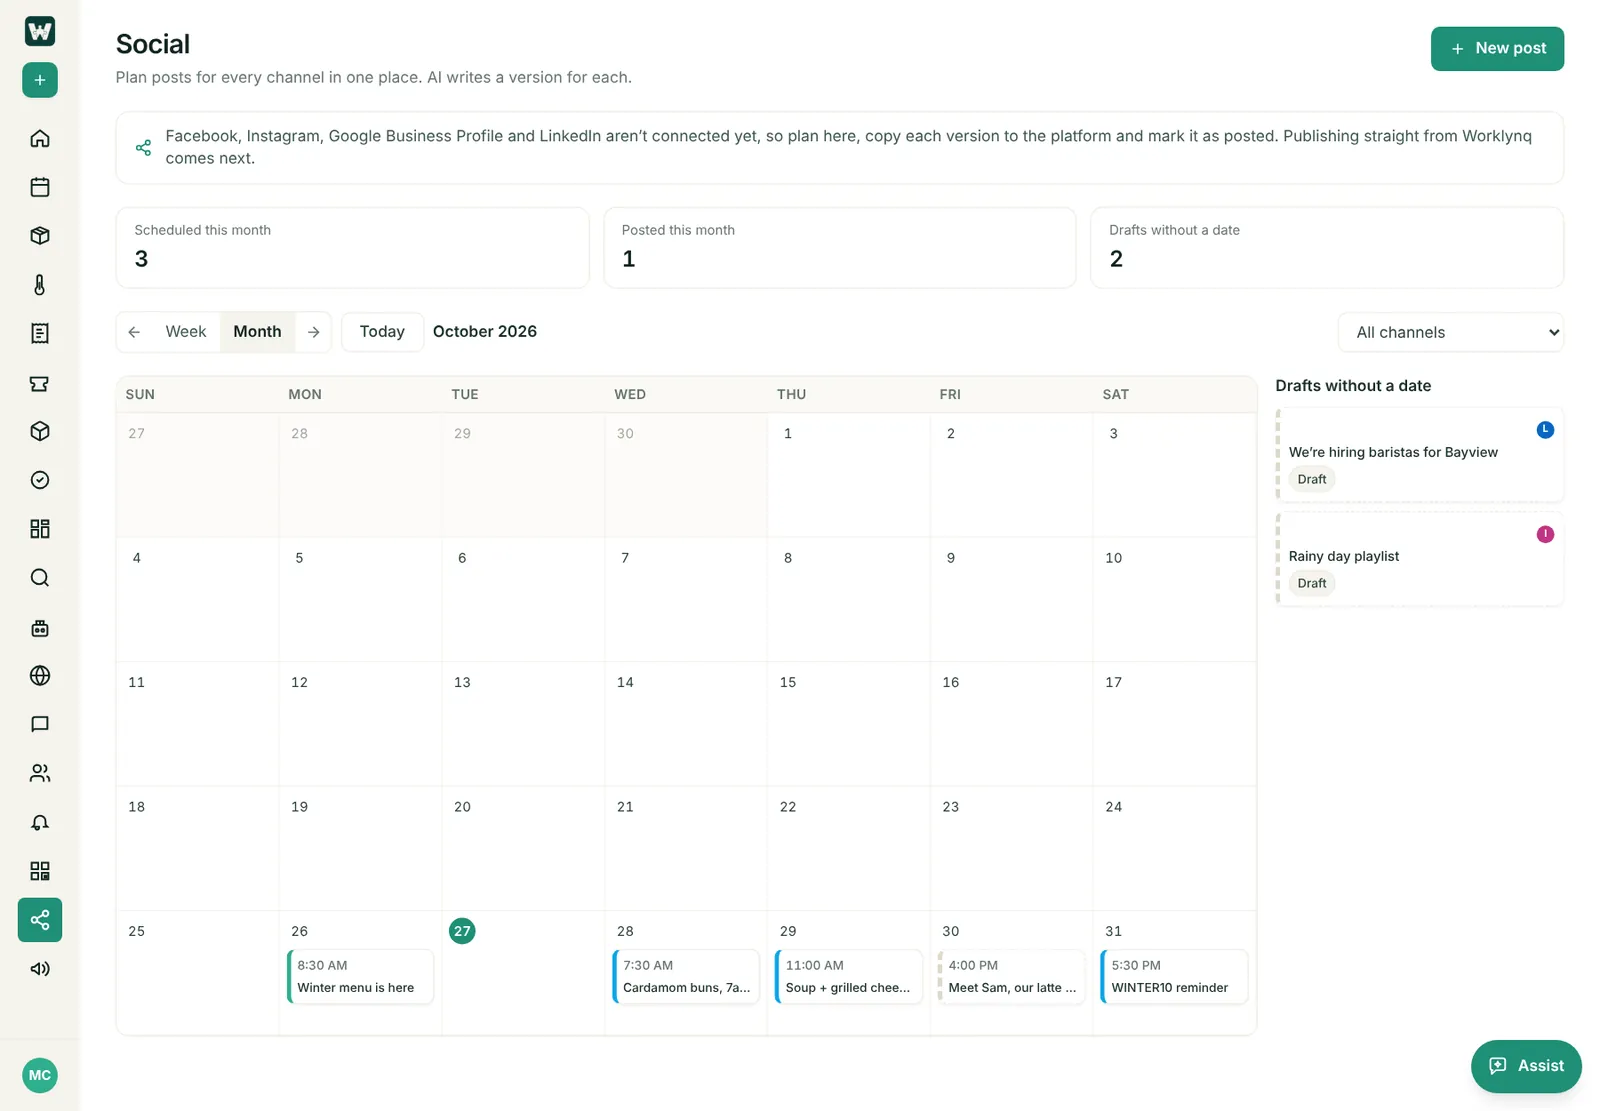 W
Social
Plan posts for every channel in one place. AI writes a version for each.
+ New post
Facebook, Instagram, Google Business Profile and LinkedIn aren’t connected yet, so plan here, copy each version to the platform and mark it as posted. Publishing straight from Worklynq
comes next.
Scheduled this month
3
Posted this month
1
Drafts without a date
2
Week
Month
Today
October 2026
All channels
SUN MON TUE WED THU FRI SAT
27 28 29 30 1 2 3
4 5 6 7 8 9 10
11 12 13 14 15 16 17
18 19 20 21 22 23 24
25 26 27 28 29 30 31
8:30 AM
Winter menu is here
7:30 AM
Cardamom buns, 7a...
11:00 AM
Soup + grilled chee...
4:00 PM
Meet Sam, our latte ...
5:30 PM
WINTER10 reminder
Drafts without a date
L
We’re hiring baristas for Bayview
Draft
I
Rainy day playlist
Draft
MC
Assist